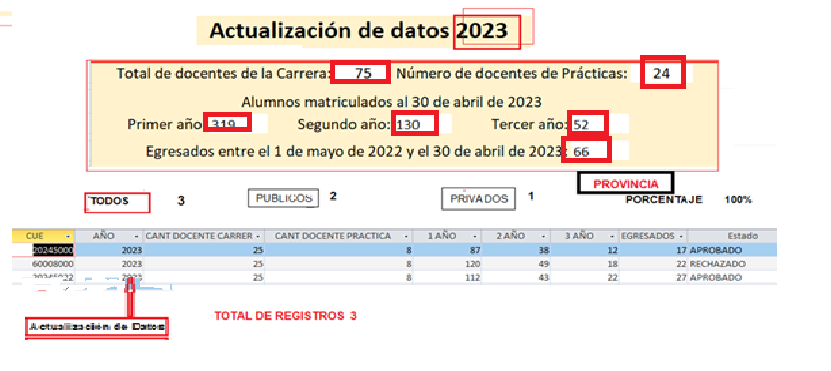 Actualización de datos 2023
Total de docentes de la Carrera: 75 Número de docentes de Prácticas: 24
Alumnos matriculados al 30 de abril de 2023
Primer año: 319 Segundo año: 130 Tercer año: 52
Egresados entre el 1 de mayo de 2022 y el 30 de abril de 2023: 66
PROVINCIA
TODOS 3 PUBLICOS 2 PRIVADOS 1 PORCENTAJE 100%
CUE AÑO CANT DOCENTE CARRER CANT DOCENTE PRACTICA 1 AÑO 2 AÑO 3 AÑO EGRESADOS Estado
20245000 2023 25 8 87 38 12 17 APROBADO
60008000 2023 25 8 120 49 18 22 RECHAZADO
2023 25 8 112 43 22 27 APROBADO
TOTAL DE REGISTROS 3
Actualización de Datos